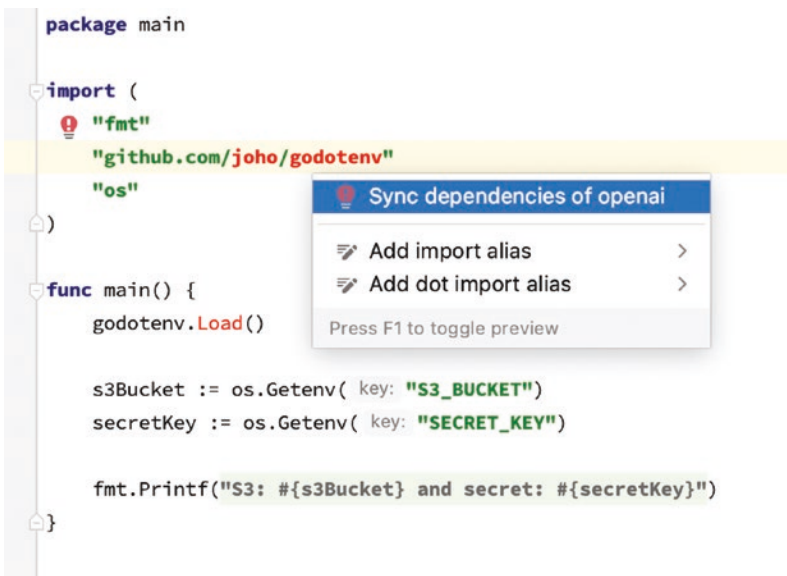 package main
import (
"fmt"
"github.com/joho/godotenv"
"os"
)
Sync dependencies of openai
Add import alias
Add dot import alias
Press F1 to toggle preview
func main() {
godotenv.Load()
s3Bucket := os.Getenv( key: "S3_BUCKET")
secretKey := os.Getenv( key: "SECRET_KEY")
fmt.Printf("S3: #{s3Bucket} and secret: #{secretKey}")
}